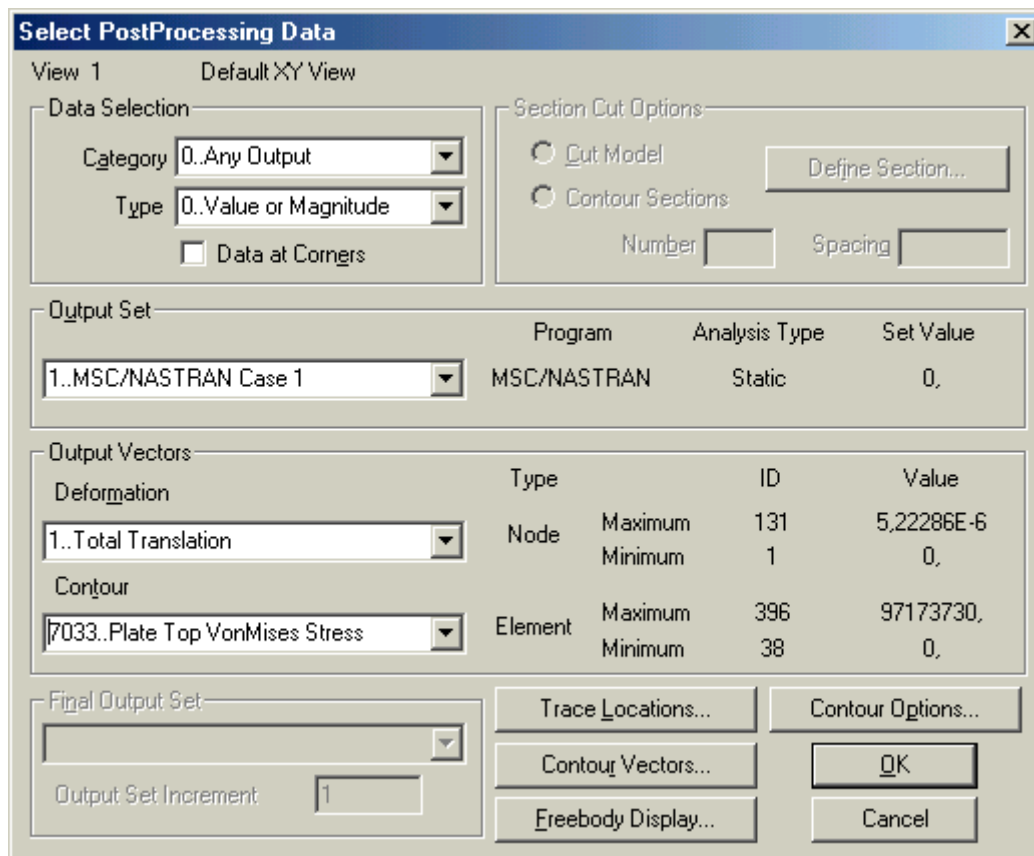 Select PostProcessing Data
View 1 Default XY View
Data Selection
Category 0..Any Output
Type 0..Value or Magnitude
Data at Corners
Section Cut Options
Cut Model
Define Section...
Contour Sections
Number Spacing
Output Set
Program Analysis Type Set Value
1..MSC/NASTRAN Case 1 MSC/NASTRAN Static 0,
Output Vectors
Type ID Value
Deformation
1..Total Translation
Node Maximum 131 5,22286E-6
Minimum 1 0,
Contour
7033..Plate Top VonMises Stress
Element Maximum 396 97173730,
Minimum 38 0,
Final Output Set
Output Set Increment 1
Trace Locations... Contour Options...
Contour Vectors... OK
Freebody Display... Cancel